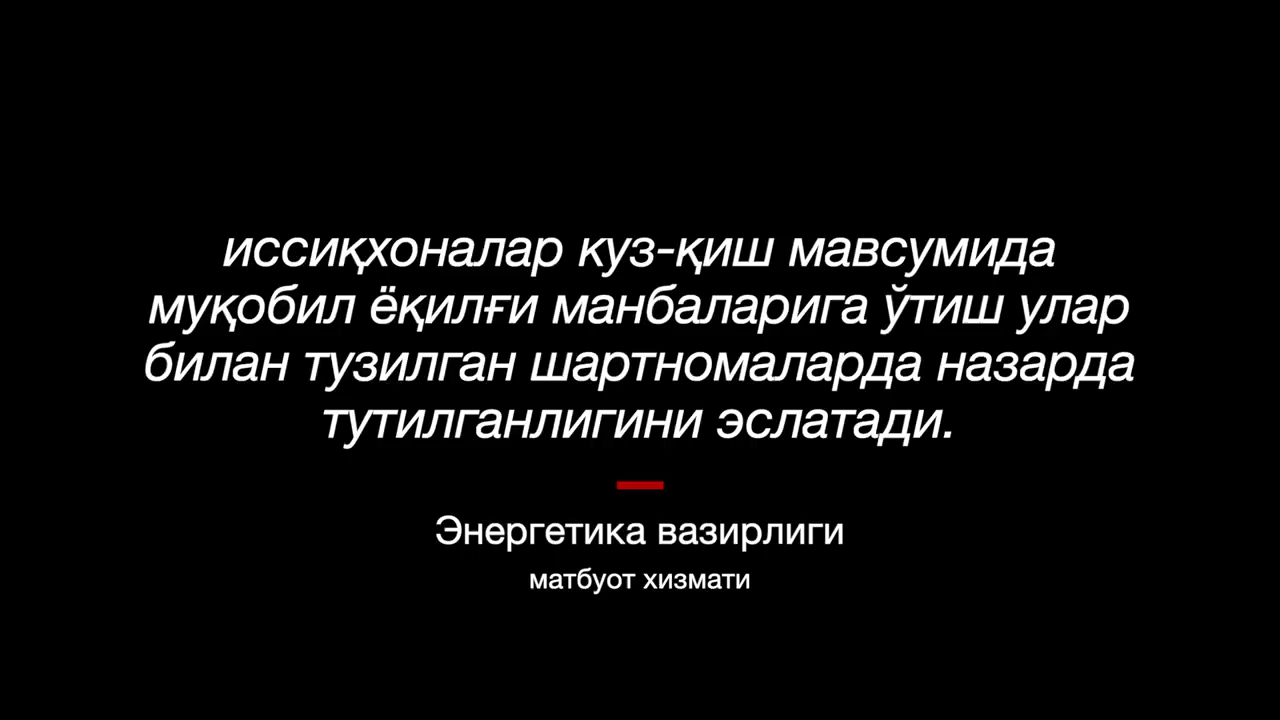 иссиқхоналар куз-қиш мавсумида
муқобил ёқилғи манбаларига ўтиш улар
билан тузилган шартномаларда назарда
тутилганлигини эслатади.
Энергетика вазирлиги
матбуот хизмати